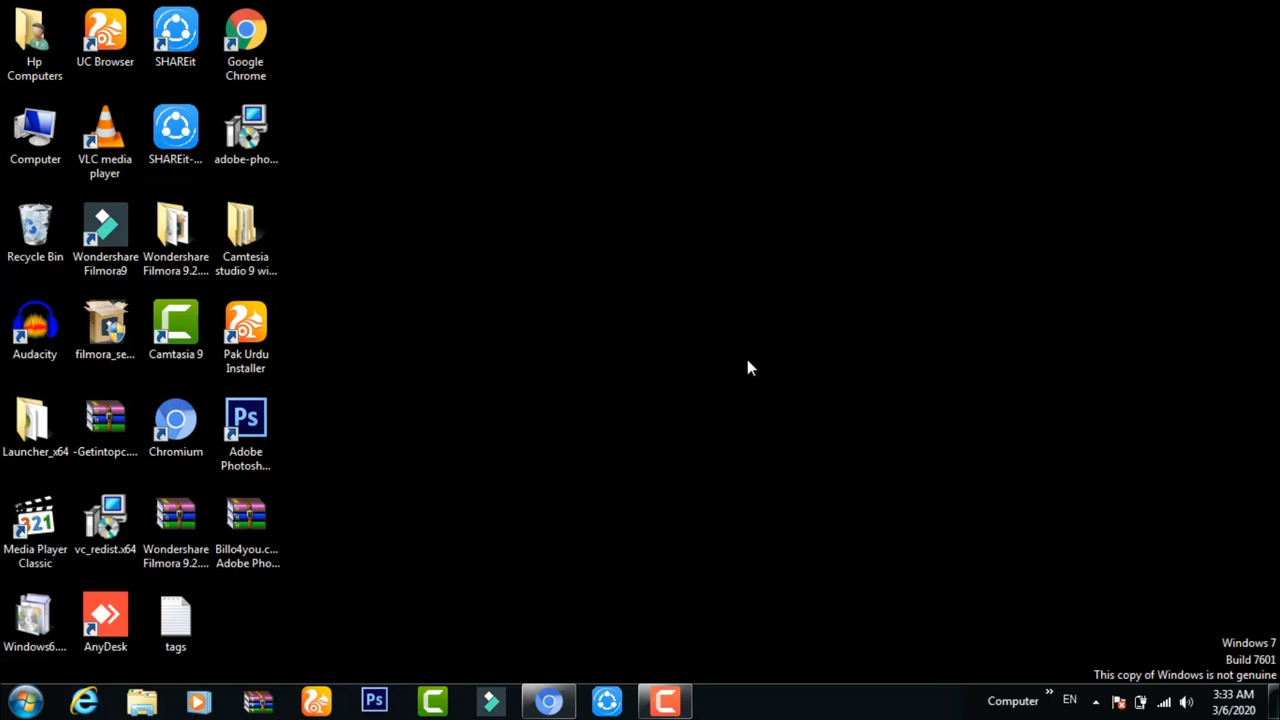 Hp
Computers
UC Browser
SHAREit
Google
Chrome
Computer
VLC media
player
SHAREit-...
adobe-pho...
Recycle Bin
Wondershare
Filmora9
Wondershare
Filmora 9.2....
Camtesia
studio 9 wi...
Audacity
filmora_se...
Camtasia 9
Pak Urdu
Installer
Launcher_x64
-Getintopc....
Chromium
Ps
Adobe
Photosh...
321
Media Player
Classic
vc_redist.x64
Wondershare
Filmora 9.2....
Billo4you.c...
Adobe Pho...
Windows6....
AnyDesk
tags
Windows 7
Build 7601
This copy of Windows is not genuine
Ps
Computer
»
EN
3:33 AM
3/6/2020